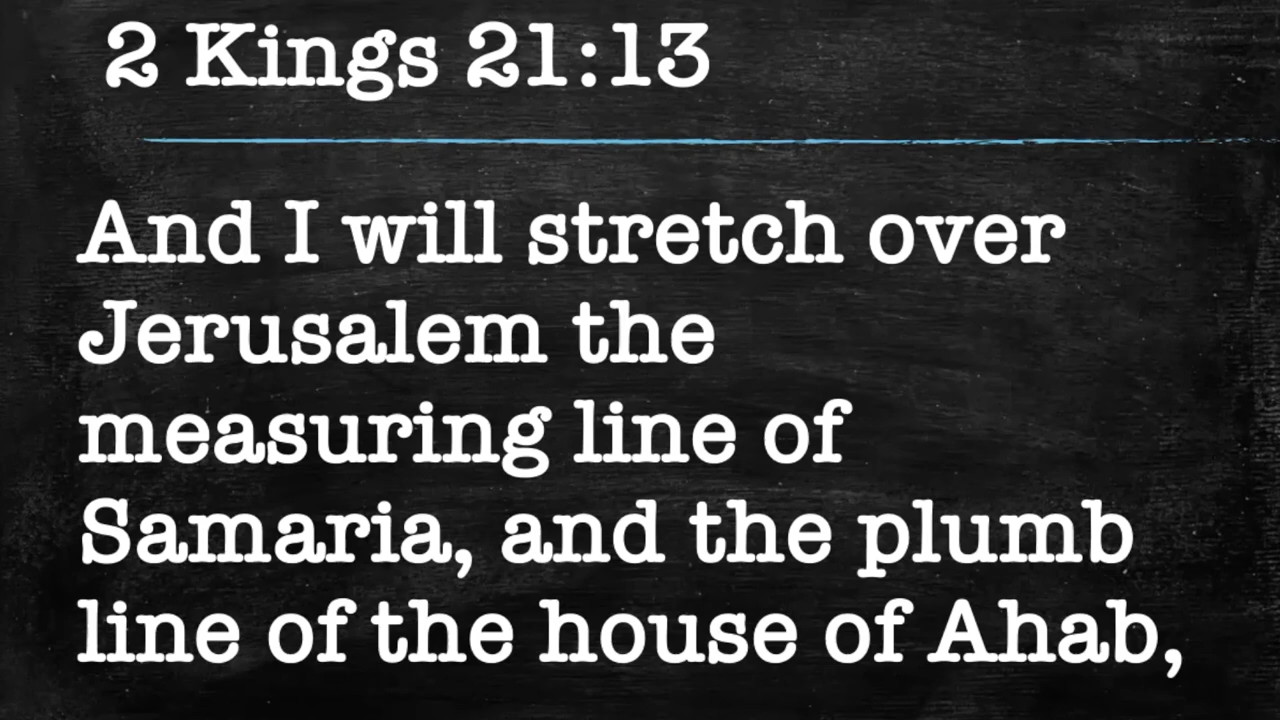 2 Kings 21:13
And I will stretch over
Jerusalem the
measuring line of
Samaria, and the plumb
line of the house of Ahab,